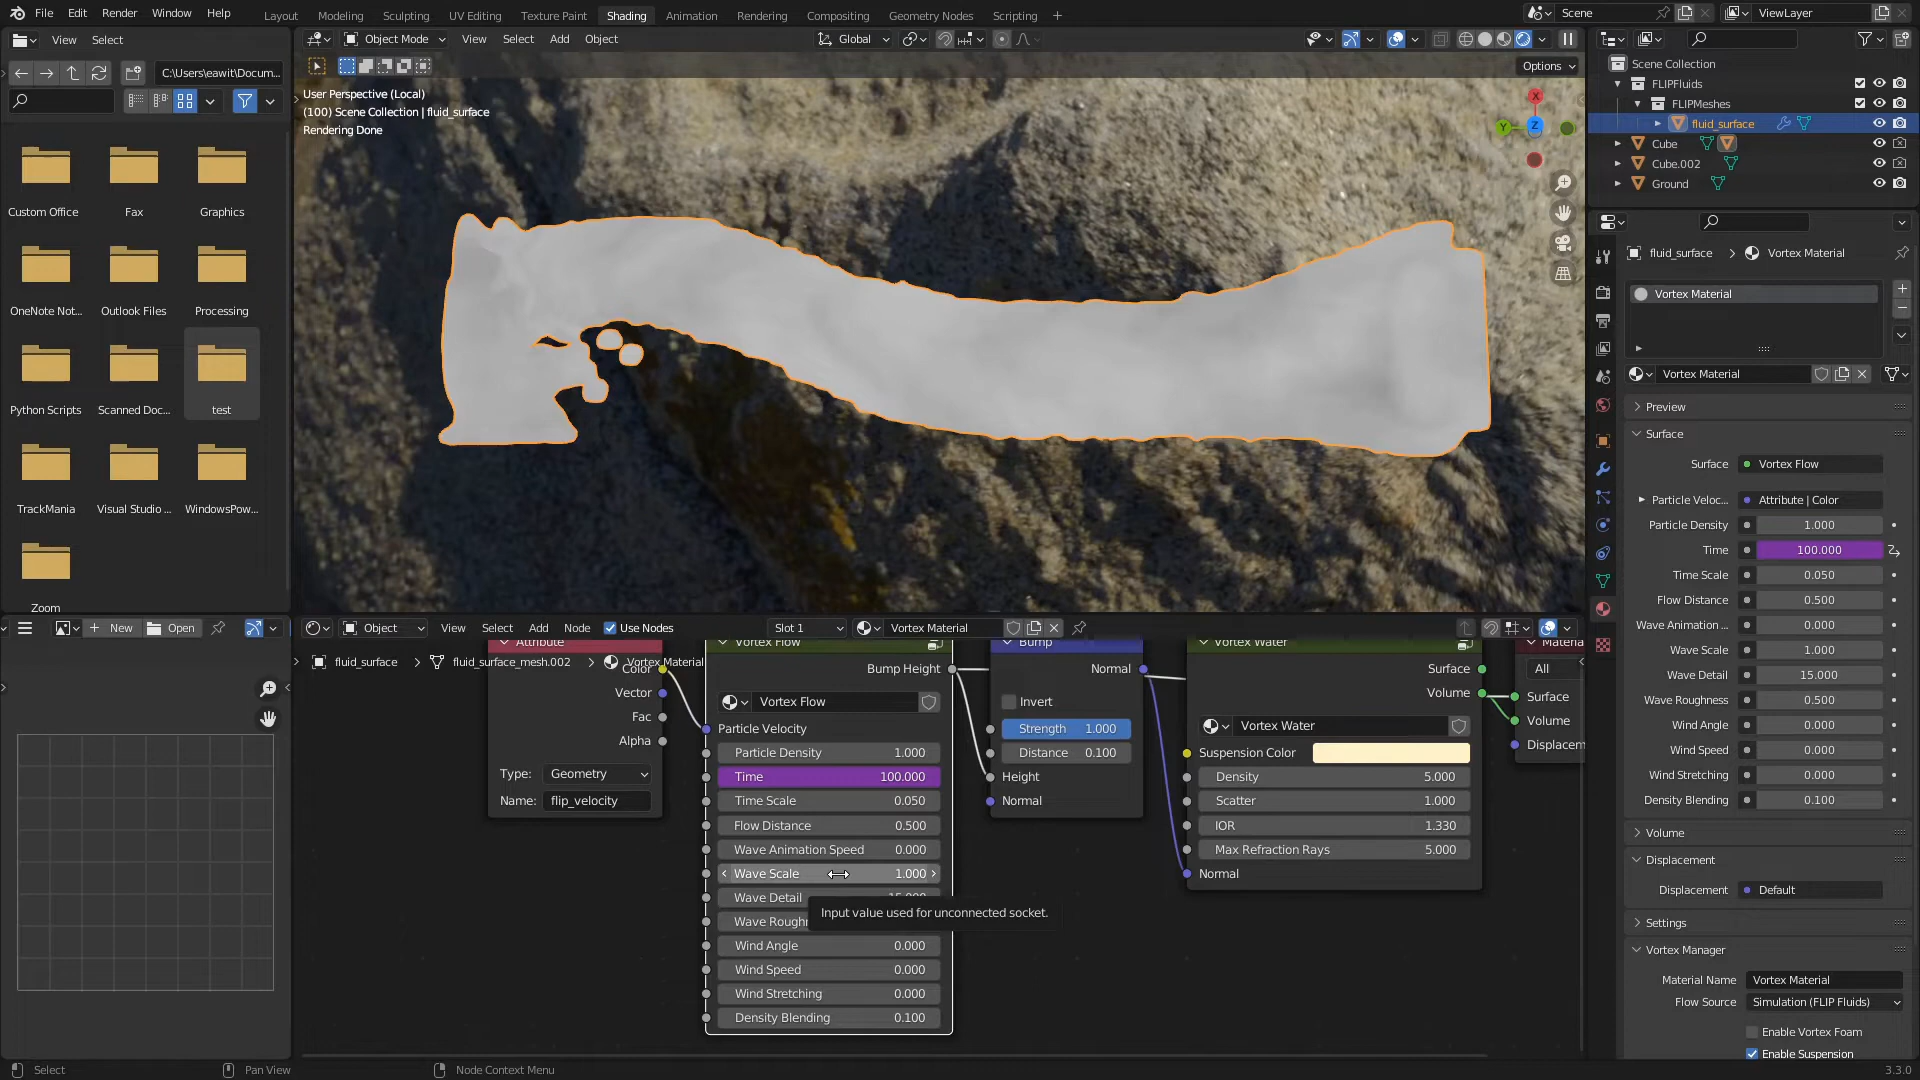 File Edit Render Window Help
Layout Modeling Sculpting UV Editing Texture Paint Shading Animation Rendering Compositing Geometry Nodes Scripting +
Scene
ViewLayer
View Select
C:\Users\eawit\Docum...
Custom Office
Fax
Graphics
OneNote Not...
Outlook Files
Processing
Python Scripts
Scanned Doc...
test
TrackMania
Visual Studio ...
WindowsPow...
Zoom
Object Mode View Select Add Object
Global
Options
User Perspective (Local)
(100) Scene Collection | fluid_surface
Rendering Done
X
Y
Z
Scene Collection
FLIPFluids
FLIPMeshes
fluid_surface
Cube
Cube.002
Ground
fluid_surface > Vortex Material
Vortex Material
Vortex Material
Preview
Surface
Surface Vortex Flow
Particle Veloc... Attribute | Color
Particle Density 1.000
Time 100.000
Time Scale 0.050
Flow Distance 0.500
Wave Animation ... 0.000
Wave Scale 1.000
Wave Detail 15.000
Wave Roughness 0.500
Wind Angle 0.000
Wind Speed 0.000
Wind Stretching 0.000
Density Blending 0.100
Volume
Displacement
Displacement Default
Settings
Vortex Manager
Material Name Vortex Material
Flow Source Simulation (FLIP Fluids)
Enable Vortex Foam
Enable Suspension
+ New Open
Object View Select Add Node Use Nodes Slot 1 Vortex Material
fluid_surface > fluid_surface_mesh.002 > Vortex Material
Attribute
Color
Vector
Fac
Alpha
Type: Geometry
Name: flip_velocity
Vortex Flow
Bump Height
Vortex Flow
Particle Velocity
Particle Density 1.000
Time 100.000
Time Scale 0.050
Flow Distance 0.500
Wave Animation Speed 0.000
Wave Scale 1.000
Wave Detail
Wave Rough
Input value used for unconnected socket.
Wind Angle 0.000
Wind Speed 0.000
Wind Stretching 0.000
Density Blending 0.100
Bump
Normal
Invert
Strength 1.000
Distance 0.100
Height
Normal
Vortex Water
Surface
Volume
Vortex Water
Suspension Color
Density 5.000
Scatter 1.000
IOR 1.330
Max Refraction Rays 5.000
Normal
Material
All
Surface
Volume
Displacem
Select
Pan View
Node Context Menu
3.3.0